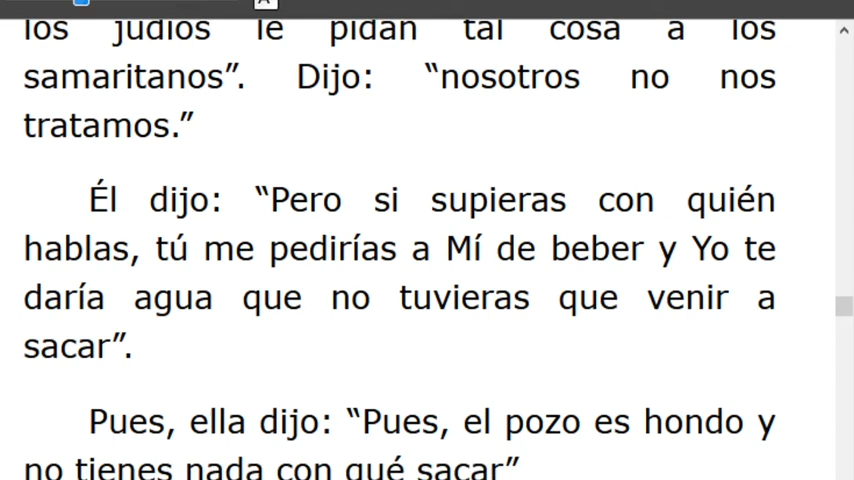 los judíos le pidan tal cosa a los
samaritanos”. Dijo: “nosotros no nos
tratamos.”
Él dijo: “Pero si supieras con quién
hablas, tú me pedirías a Mí de beber y Yo te
daría agua que no tuvieras que venir a
sacar”.
Pues, ella dijo: “Pues, el pozo es hondo y
no tienes nada con qué sacar”